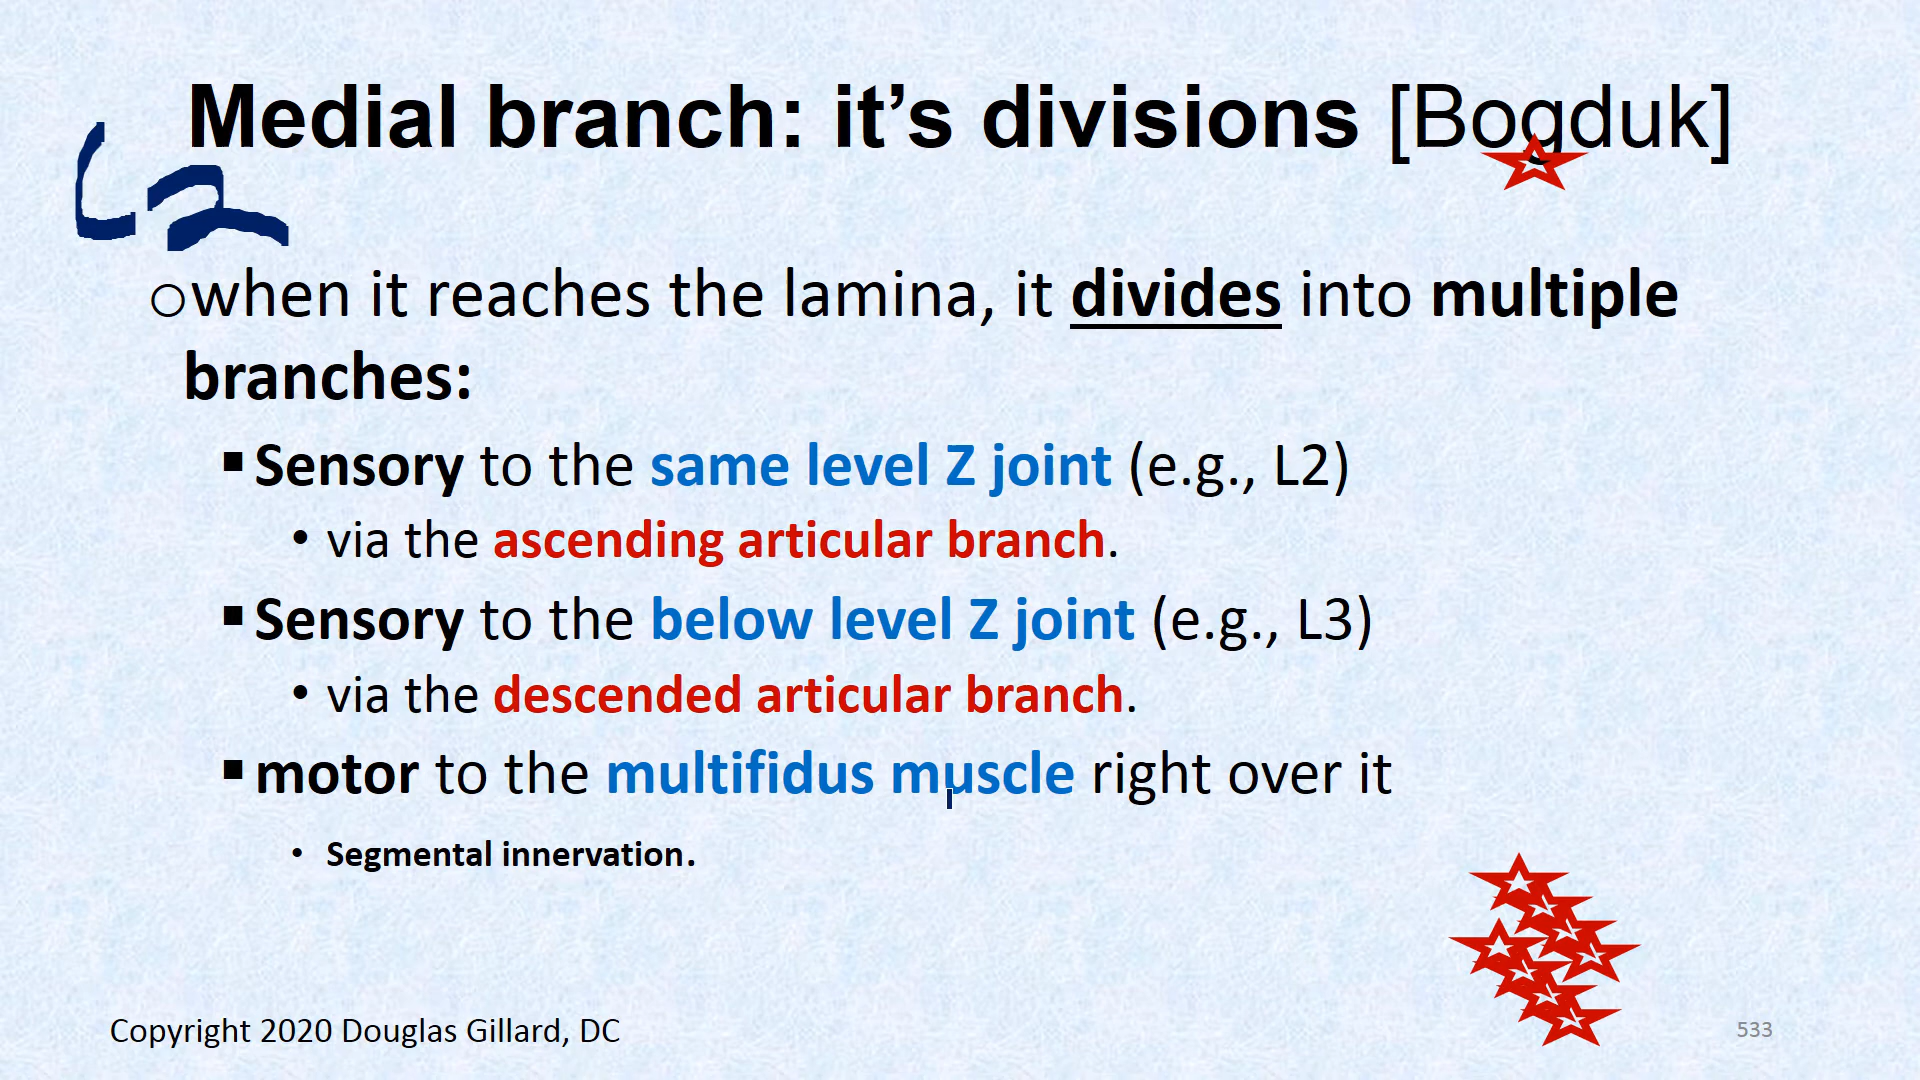 Medial branch: it’s divisions [Bogduk]
L2
○when it reaches the lamina, it divides into multiple
branches:
▪Sensory to the same level Z joint (e.g., L2)
• via the ascending articular branch.
▪Sensory to the below level Z joint (e.g., L3)
• via the descended articular branch.
▪motor to the multifidus muscle right over it
• Segmental innervation.
Copyright 2020 Douglas Gillard, DC
533